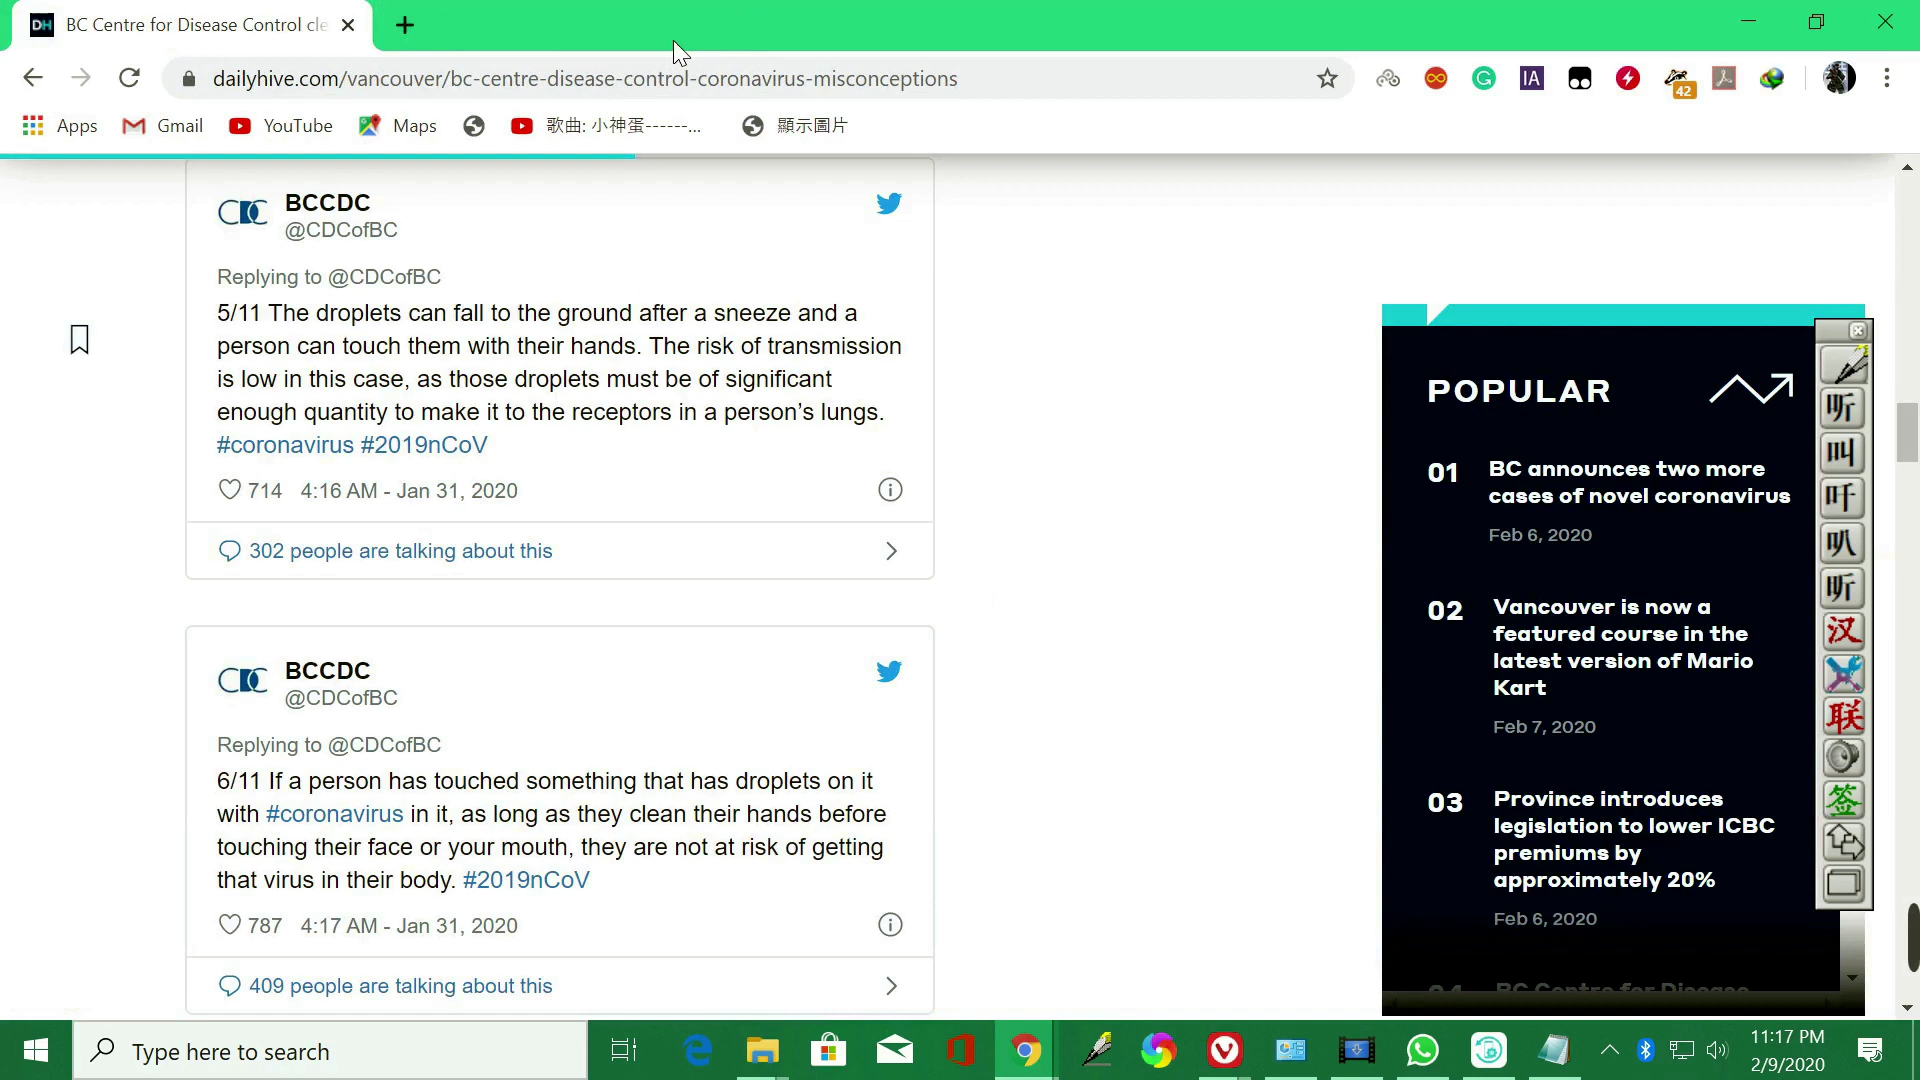 BC Centre for Disease Control cle
dailyhive.com/vancouver/bc-centre-disease-control-coronavirus-misconceptions
IA
42
Apps
Gmail
YouTube
Maps
歌曲: 小神蛋------...
顯示圖片
BCCDC
@CDCofBC
Replying to @CDCofBC
5/11 The droplets can fall to the ground after a sneeze and a
person can touch them with their hands. The risk of transmission
is low in this case, as those droplets must be of significant
enough quantity to make it to the receptors in a person’s lungs.
#coronavirus #2019nCoV
714 4:16 AM - Jan 31, 2020
302 people are talking about this
BCCDC
@CDCofBC
Replying to @CDCofBC
6/11 If a person has touched something that has droplets on it
with #coronavirus in it, as long as they clean their hands before
touching their face or your mouth, they are not at risk of getting
that virus in their body. #2019nCoV
787 4:17 AM - Jan 31, 2020
409 people are talking about this
POPULAR
01 BC announces two more
cases of novel coronavirus
Feb 6, 2020
02 Vancouver is now a
featured course in the
latest version of Mario
Kart
Feb 7, 2020
03 Province introduces
legislation to lower ICBC
premiums by
approximately 20%
Feb 6, 2020
04 BC Centre for Disease
听
叫
吀
叭
听
汉
联
签
Type here to search
11:17 PM
2/9/2020